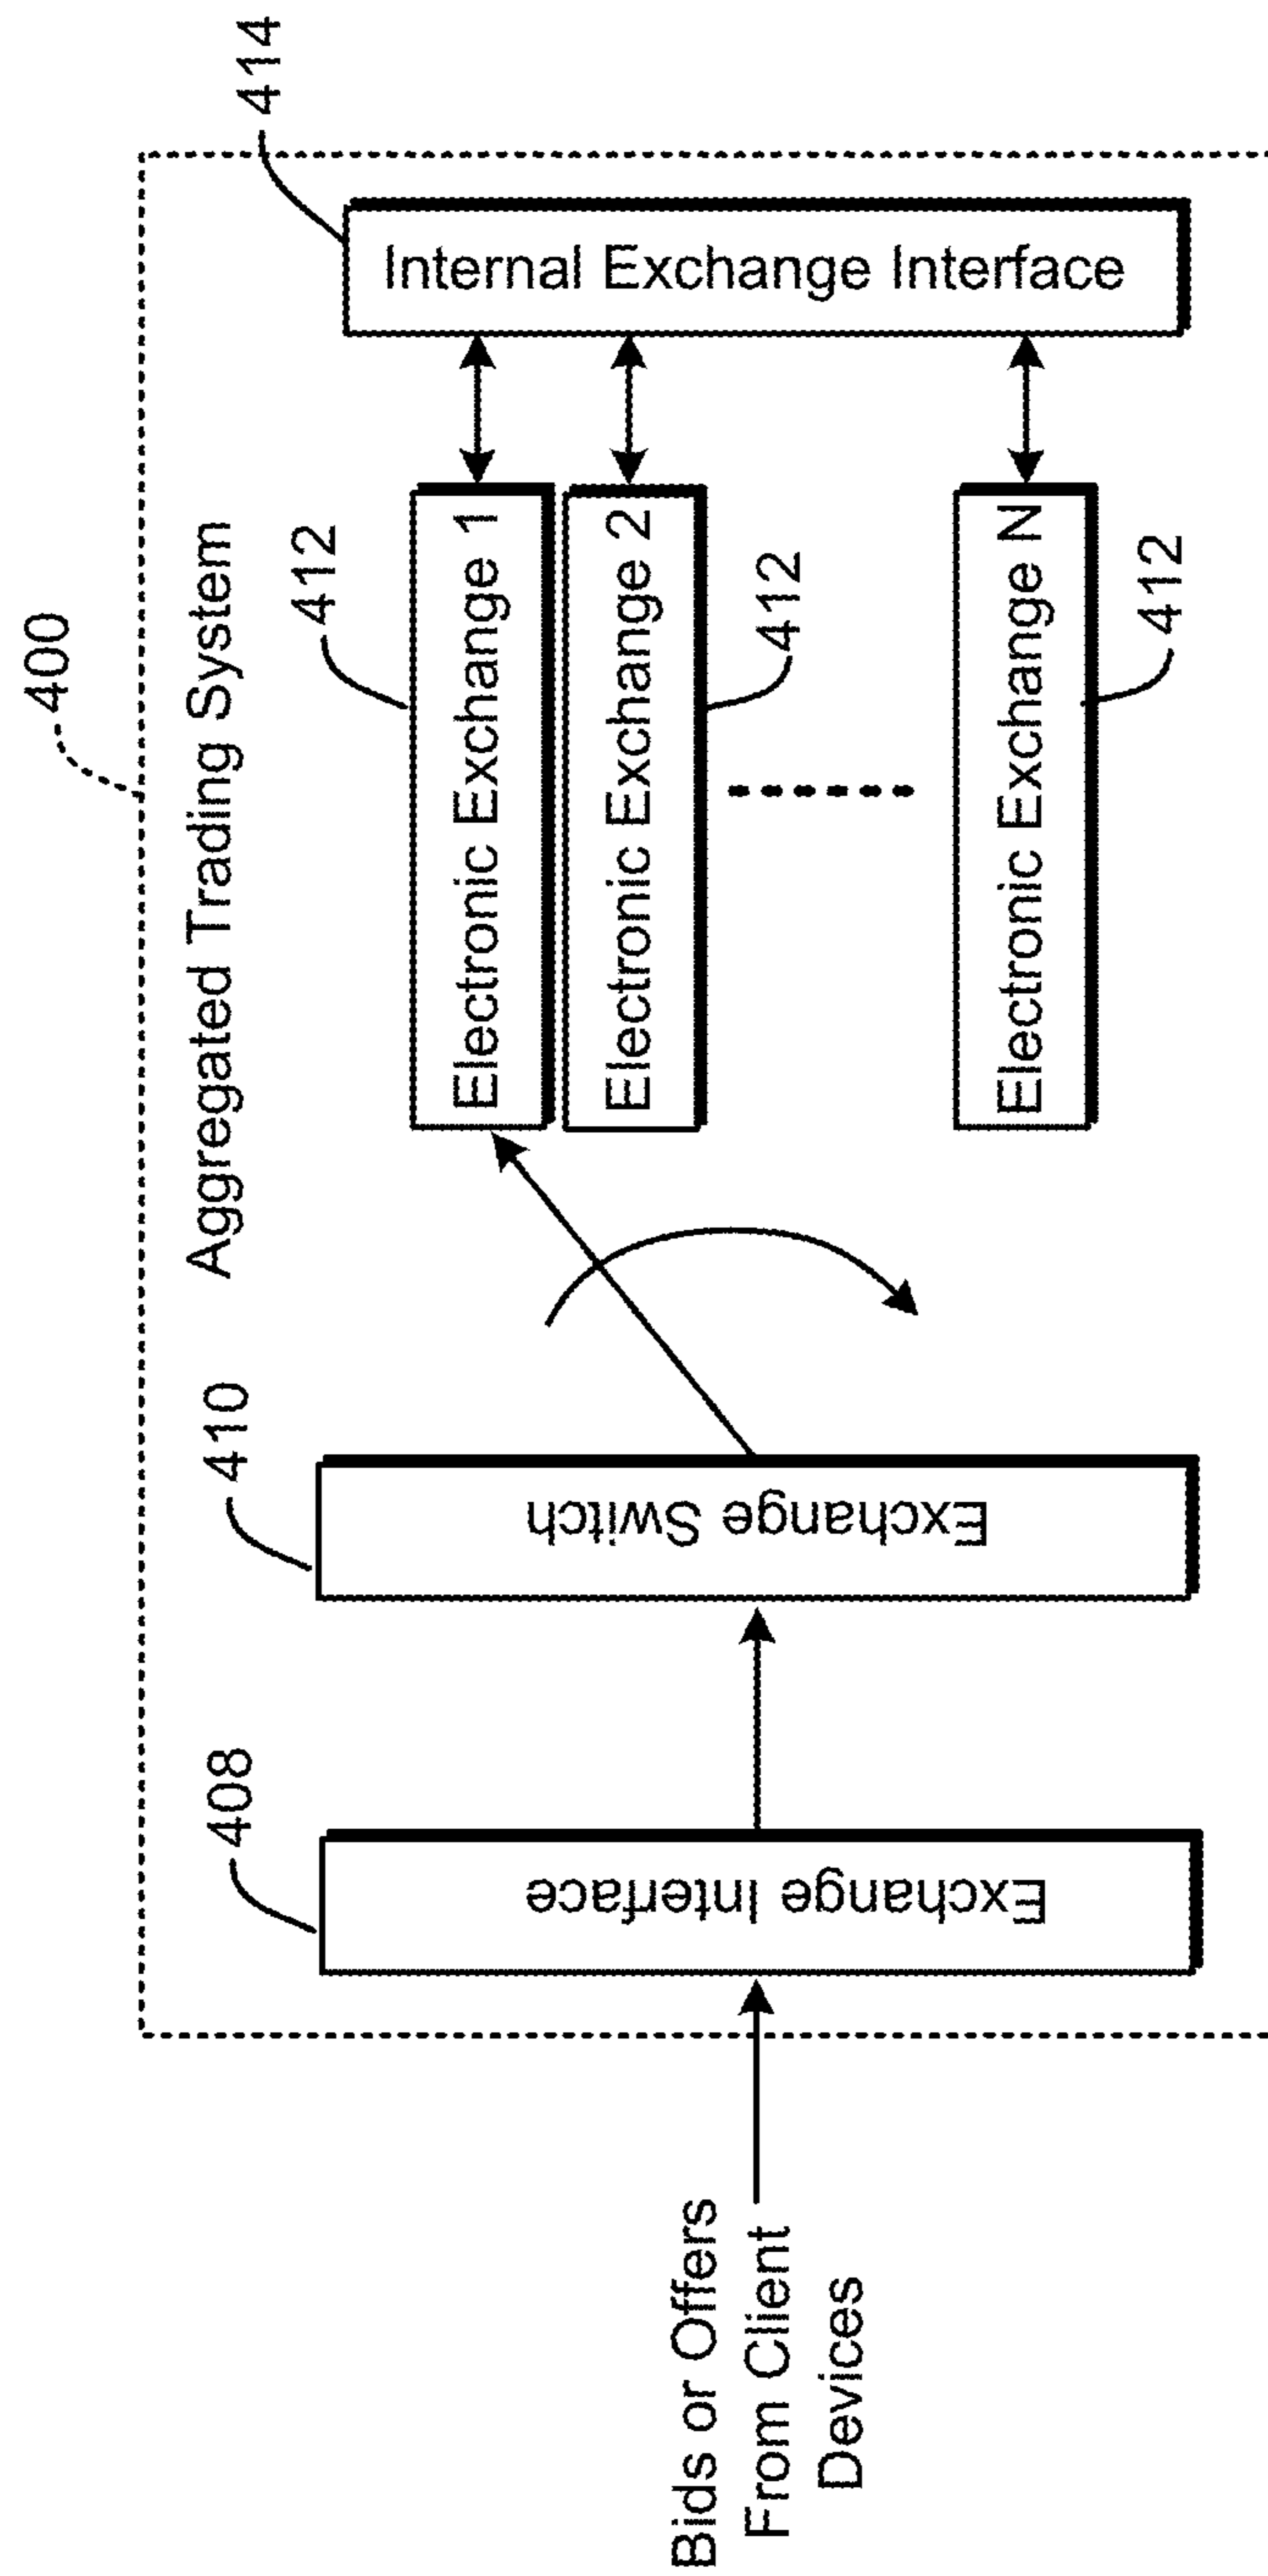 400
Aggregated Trading System
Bids or Offers
From Client
Devices
408
Exchange Interface
410
Exchange Switch
412
Electronic Exchange 1
Electronic Exchange 2
412
Electronic Exchange N
412
414
Internal Exchange Interface